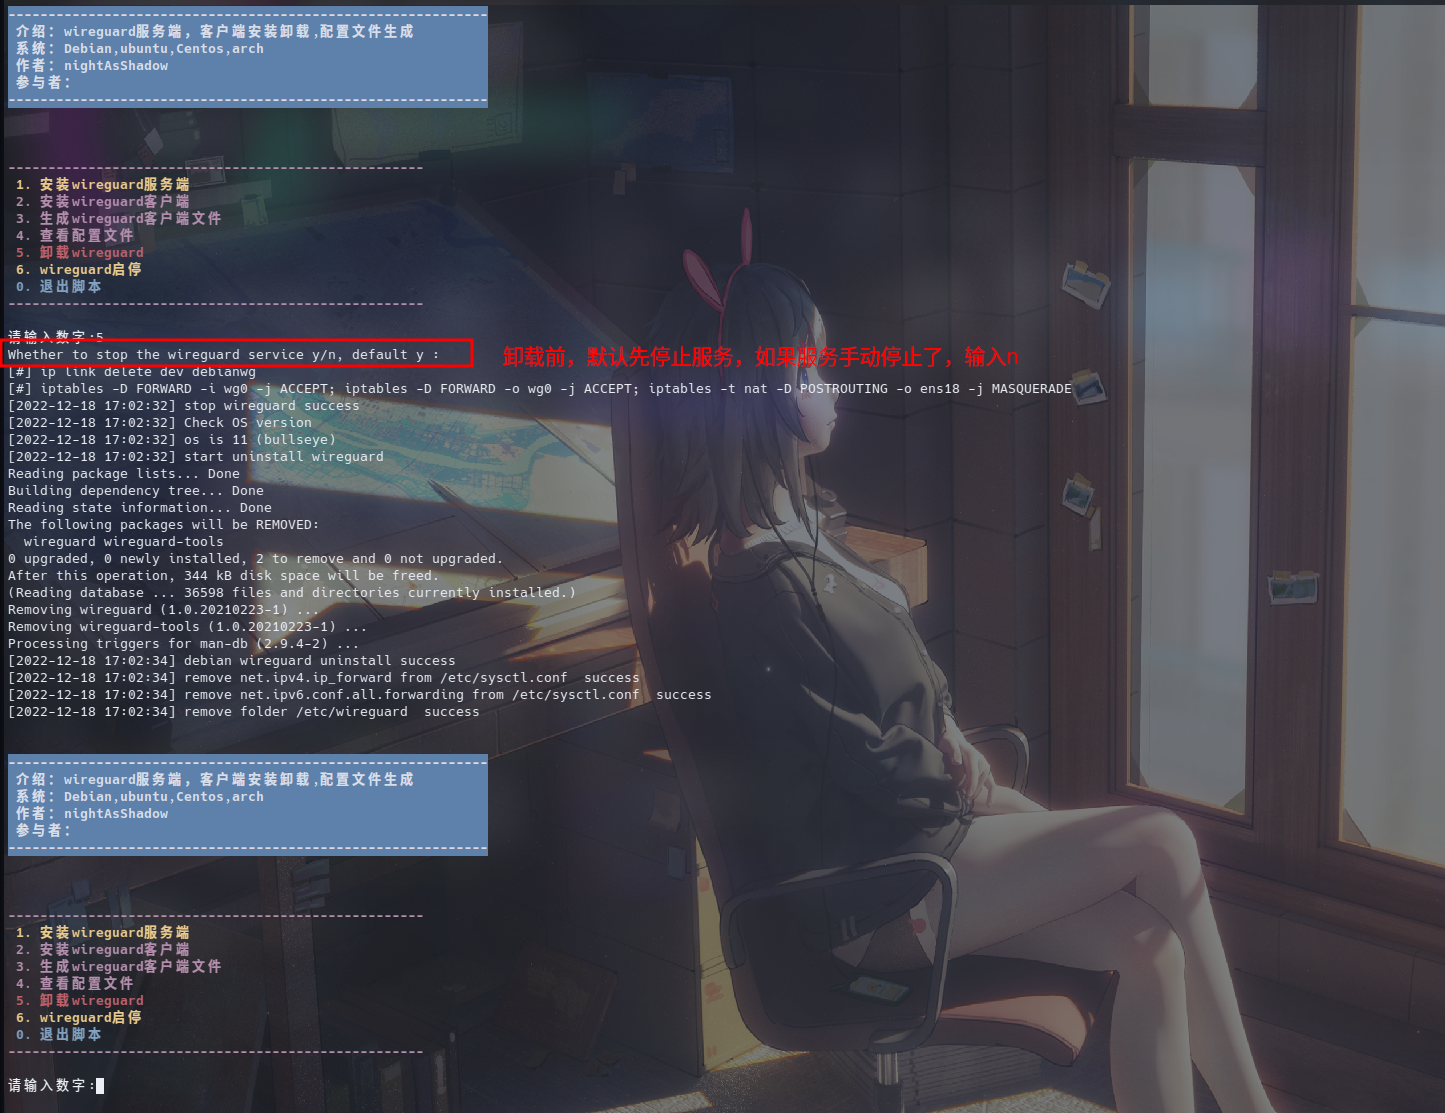 ------------------------------------------------------------
介绍：wireguard服务端，客户端安装卸载,配置文件生成
系统：Debian,ubuntu,Centos,arch
作者：nightAsShadow
参与者：
------------------------------------------------------------
----------------------------------------------------
1. 安装wireguard服务端
2. 安装wireguard客户端
3. 生成wireguard客户端文件
4. 查看配置文件
5. 卸载wireguard
6. wireguard启停
0. 退出脚本
----------------------------------------------------
请输入数字:5
Whether to stop the wireguard service y/n, default y :
卸载前，默认先停止服务，如果服务手动停止了，输入n
[#] ip link delete dev debianwg
[#] iptables -D FORWARD -i wg0 -j ACCEPT; iptables -D FORWARD -o wg0 -j ACCEPT; iptables -t nat -D POSTROUTING -o ens18 -j MASQUERADE
[2022-12-18 17:02:32] stop wireguard success
[2022-12-18 17:02:32] Check OS version
[2022-12-18 17:02:32] os is 11 (bullseye)
[2022-12-18 17:02:32] start uninstall wireguard
Reading package lists... Done
Building dependency tree... Done
Reading state information... Done
The following packages will be REMOVED:
wireguard wireguard-tools
0 upgraded, 0 newly installed, 2 to remove and 0 not upgraded.
After this operation, 344 kB disk space will be freed.
(Reading database ... 36598 files and directories currently installed.)
Removing wireguard (1.0.20210223-1) ...
Removing wireguard-tools (1.0.20210223-1) ...
Processing triggers for man-db (2.9.4-2) ...
[2022-12-18 17:02:34] debian wireguard uninstall success
[2022-12-18 17:02:34] remove net.ipv4.ip_forward from /etc/sysctl.conf  success
[2022-12-18 17:02:34] remove net.ipv6.conf.all.forwarding from /etc/sysctl.conf  success
[2022-12-18 17:02:34] remove folder /etc/wireguard  success
------------------------------------------------------------
介绍：wireguard服务端，客户端安装卸载,配置文件生成
系统：Debian,ubuntu,Centos,arch
作者：nightAsShadow
参与者：
------------------------------------------------------------
----------------------------------------------------
1. 安装wireguard服务端
2. 安装wireguard客户端
3. 生成wireguard客户端文件
4. 查看配置文件
5. 卸载wireguard
6. wireguard启停
0. 退出脚本
----------------------------------------------------
请输入数字: